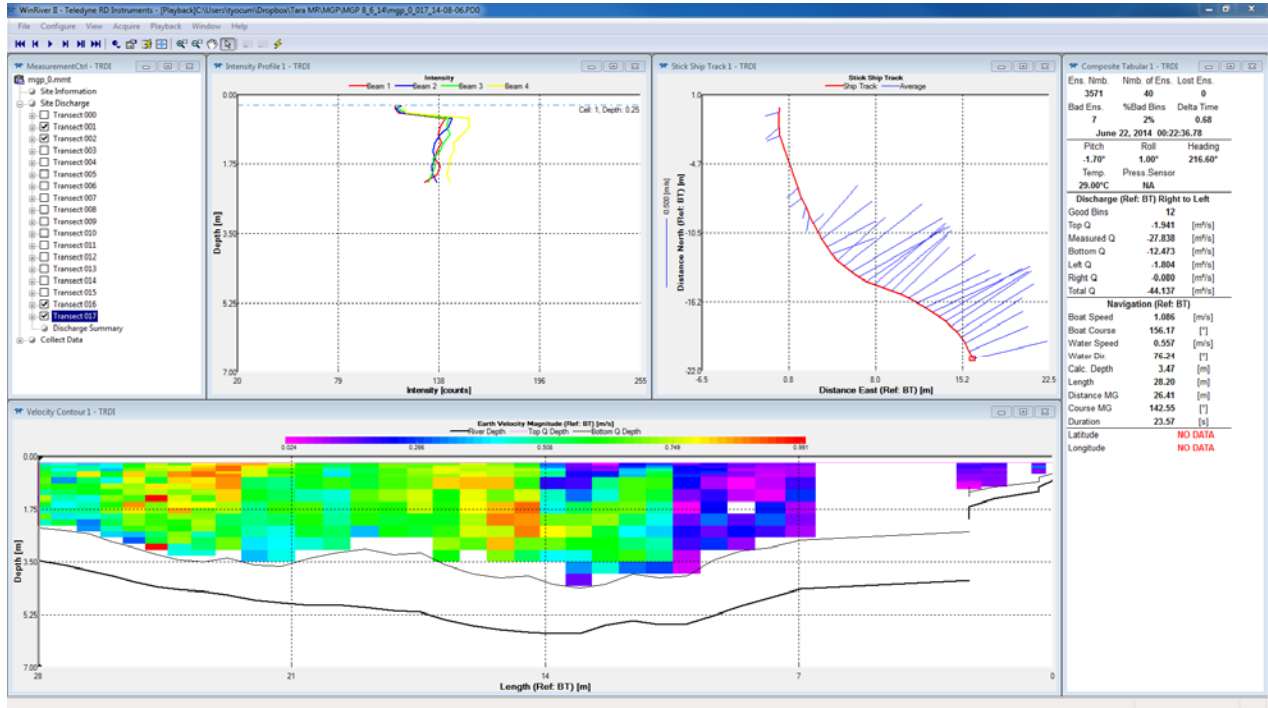 WinRiver II - Teledyne RD Instruments - [Playback]C:\Users\tyocum\Dropbox\Tara MR\MGP\MGP 8_6_14\mgp_0_017_14-08-06.PD0
File Configure View Acquire Playback Window Help
MeasurementCtrl - TRDI
mgp_0.mmt
Site Information
Site Discharge
Transect 000
Transect 001
Transect 002
Transect 003
Transect 004
Transect 005
Transect 006
Transect 007
Transect 008
Transect 009
Transect 010
Transect 011
Transect 012
Transect 013
Transect 014
Transect 015
Transect 016
Transect 017
Discharge Summary
Collect Data
Intensity Profile 1 - TRDI
Intensity
Beam 1 Beam 2 Beam 3 Beam 4
Cell: 1, Depth: 0.25
0.00
1.75
3.50
5.25
7.00
Depth [m]
20 79 138 196 255
Intensity [counts]
Stick Ship Track 1 - TRDI
Stick Ship Track
Ship Track Average
1.0
-4.7
-10.5
-16.2
-22.0
0.500 [m/s]
Distance North (Ref: BT) [m]
-6.5 0.8 8.0 15.2 22.5
Distance East (Ref: BT) [m]
Composite Tabular 1 - TRDI
Ens. Nmb. Nmb. of Ens. Lost Ens.
3571 40 0
Bad Ens. %Bad Bins Delta Time
7 2% 0.68
June 22, 2014 00:22:36.78
Pitch Roll Heading
-1.70° 1.00° 216.60°
Temp. Press.Sensor
29.00°C NA
Discharge (Ref: BT) Right to Left
Good Bins 12
Top Q -1.941 [m³/s]
Measured Q -27.838 [m³/s]
Bottom Q -12.473 [m³/s]
Left Q -1.804 [m³/s]
Right Q -0.080 [m³/s]
Total Q -44.137 [m³/s]
Navigation (Ref: BT)
Boat Speed 1.086 [m/s]
Boat Course 156.17 [°]
Water Speed 0.557 [m/s]
Water Dir. 76.24 [°]
Calc. Depth 3.47 [m]
Length 28.20 [m]
Distance MG 26.41 [m]
Course MG 142.55 [°]
Duration 23.57 [s]
Latitude NO DATA
Longitude NO DATA
Velocity Contour 1 - TRDI
Earth Velocity Magnitude (Ref: BT) [m/s]
River Depth Top Q Depth Bottom Q Depth
0.024 0.266 0.508 0.749 0.991
0.00
1.75
3.50
5.25
7.00
Depth [m]
28 21 14 7 0
Length (Ref: BT) [m]